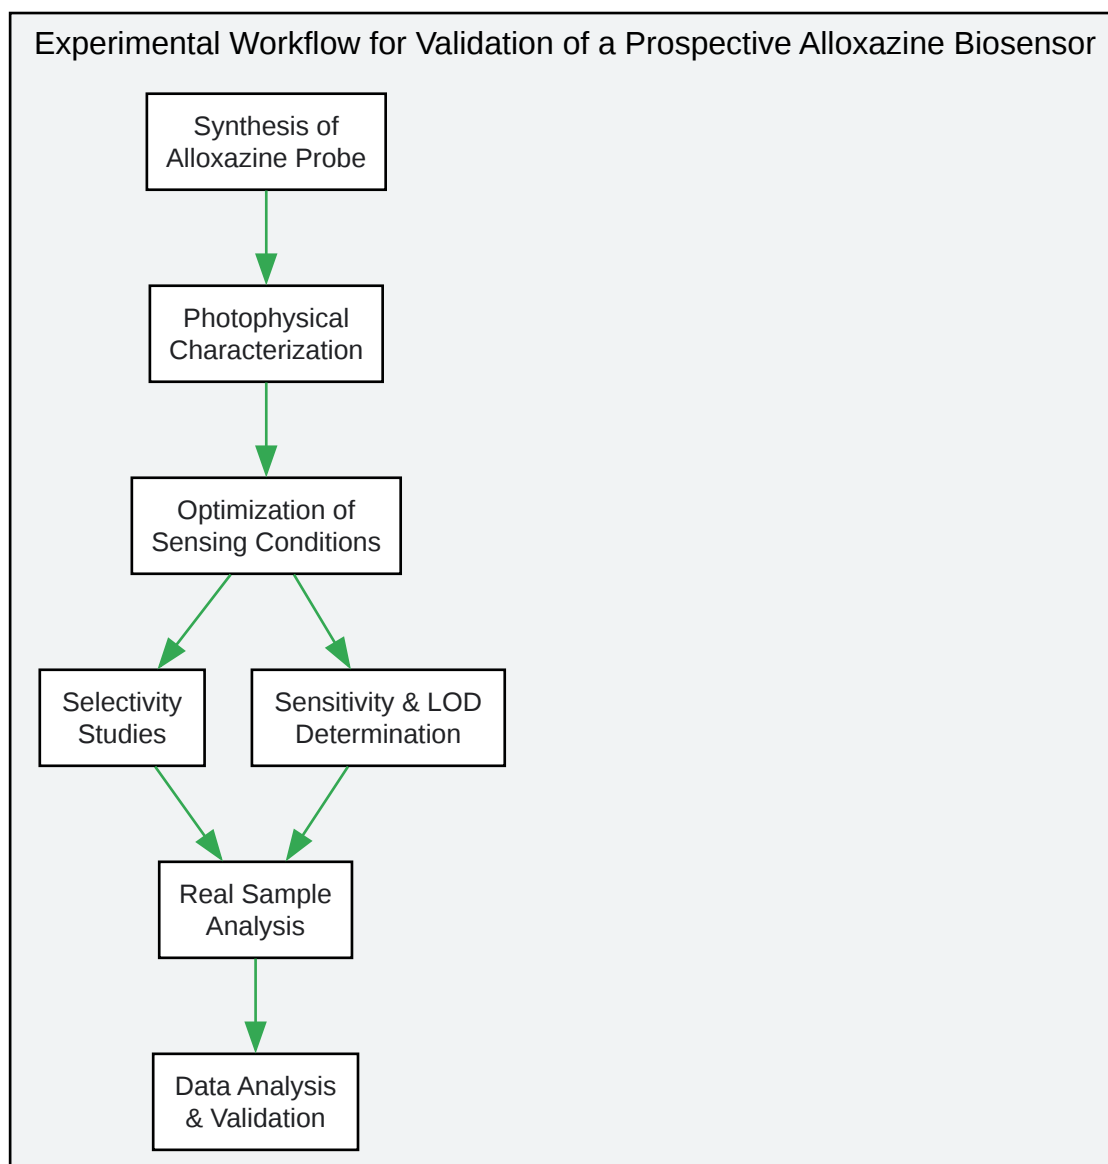 Experimental Workflow for Validation of a Prospective Alloxazine Biosensor
Synthesis of
Alloxazine Probe
Photophysical
Characterization
Optimization of
Sensing Conditions
Selectivity
Studies
Sensitivity & LOD
Determination
Real Sample
Analysis
Data Analysis
& Validation